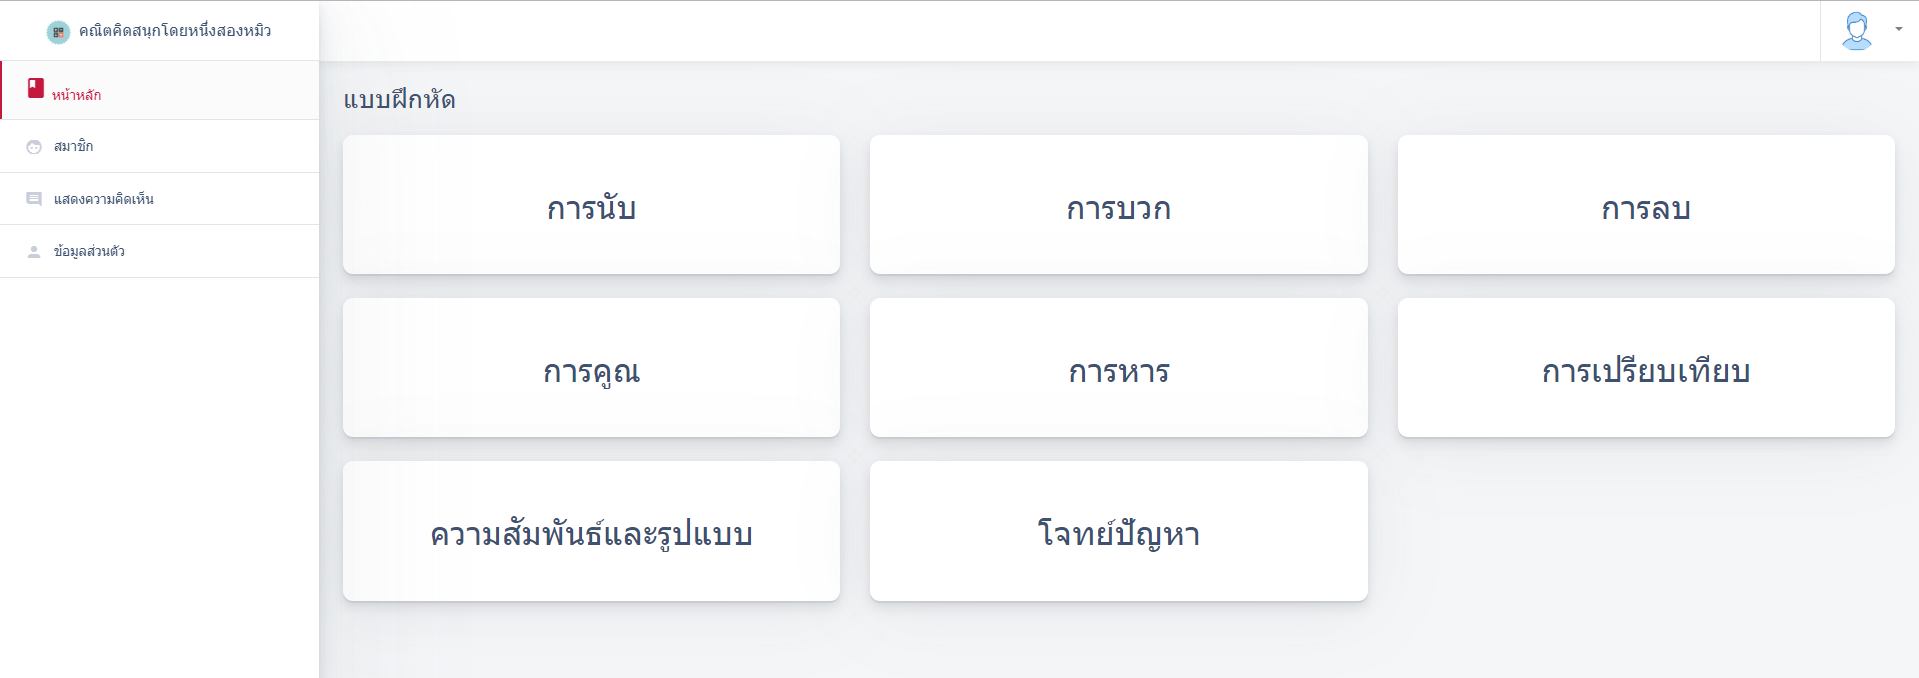 คณิตคิดสนุกโดยหนึ่งสองหมิว
หน้าหลัก
สมาชิก
แสดงความคิดเห็น
ข้อมูลส่วนตัว
แบบฝึกหัด
การนับ
การบวก
การลบ
การคูณ
การหาร
การเปรียบเทียบ
ความสัมพันธ์และรูปแบบ
โจทย์ปัญหา